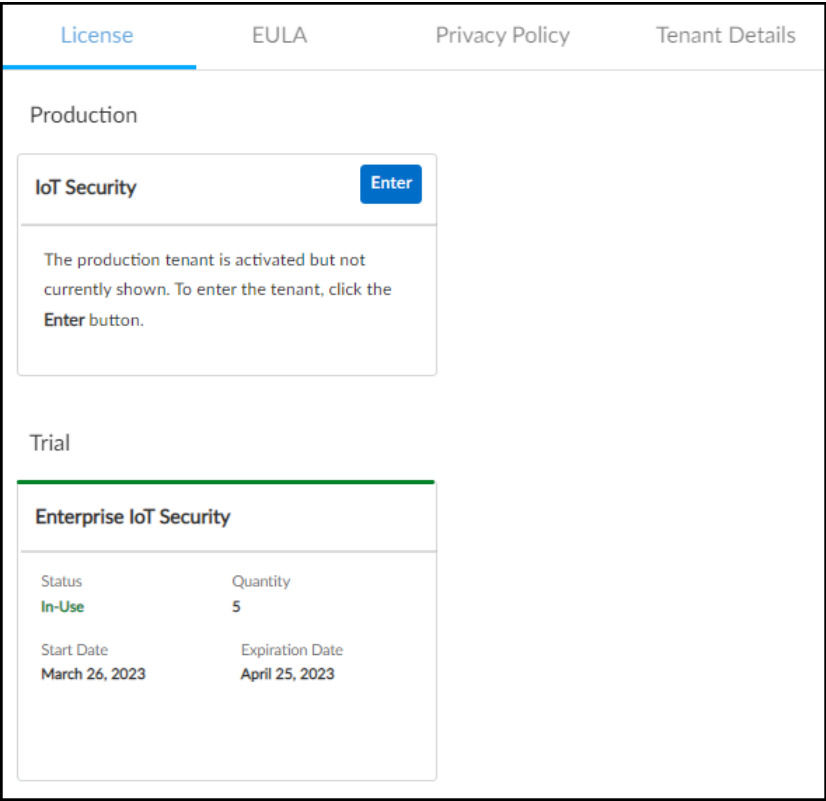 License EULA Privacy Policy Tenant Details
Production
IoT Security Enter
The production tenant is activated but not
currently shown. To enter the tenant, click the
Enter button.
Trial
Enterprise IoT Security
Status Quantity
In-Use 5
Start Date Expiration Date
March 26, 2023 April 25, 2023